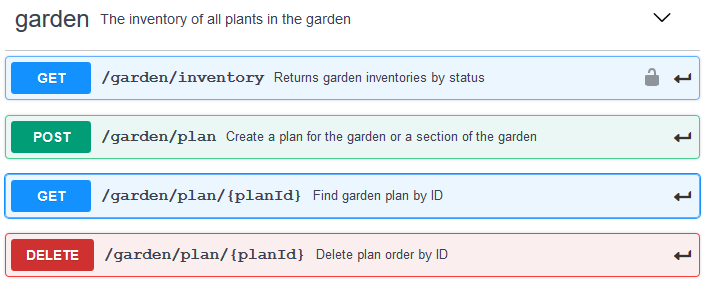 garden The inventory of all plants in the garden
GET /garden/inventory Returns garden inventories by status
POST /garden/plan Create a plan for the garden or a section of the garden
GET /garden/plan/{planId} Find garden plan by ID
DELETE /garden/plan/{planId} Delete plan order by ID